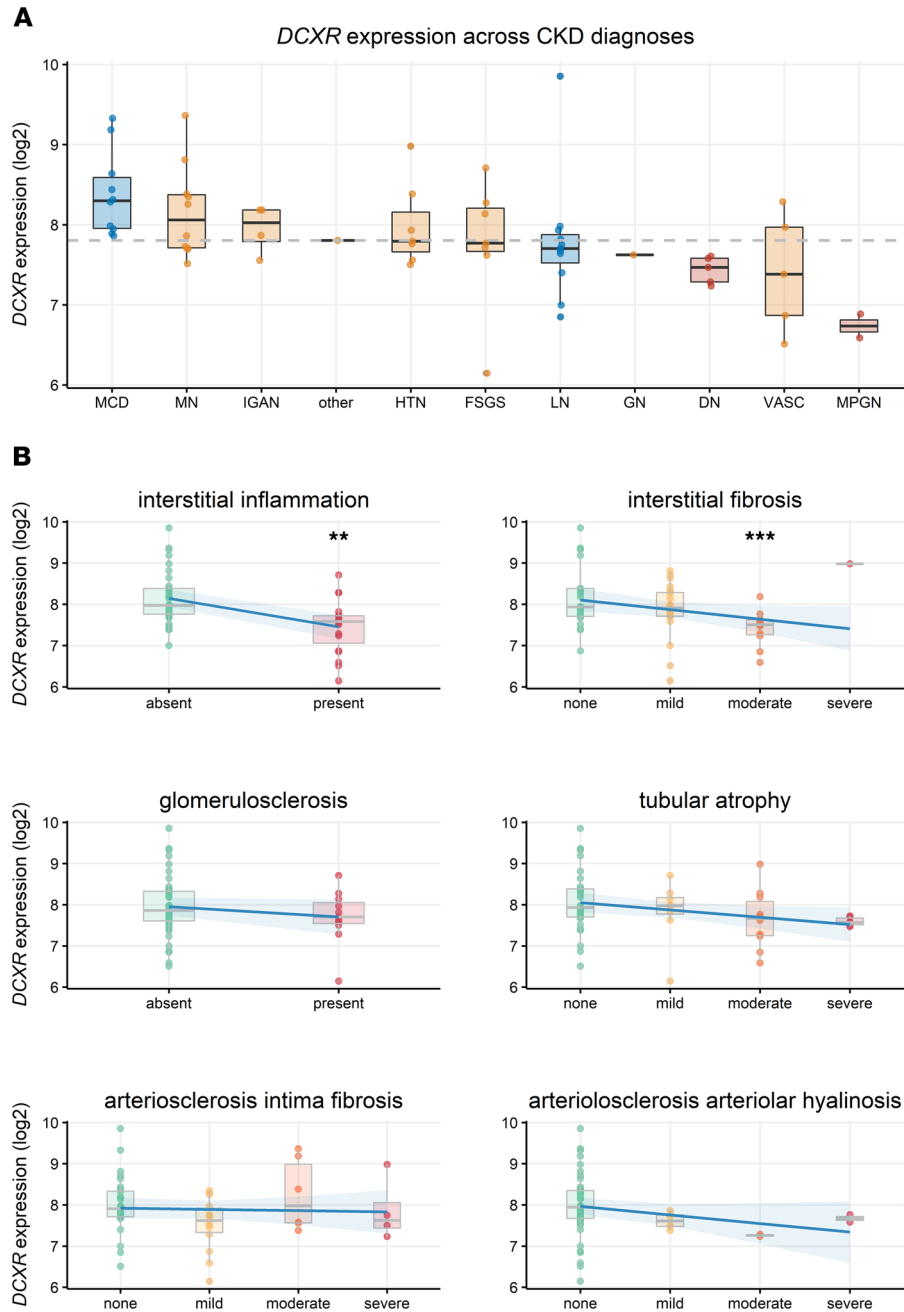 A
DCXR expression across CKD diagnoses
DCXR expression (log2)
10
9
8
7
6
MCD MN IGAN other HTN FSGS LN GN DN VASC MPGN
B
interstitial inflammation
DCXR expression (log2)
10
9
8
7
6
**
absent present
interstitial fibrosis
10
9
8
7
6
***
none mild moderate severe
glomerulosclerosis
DCXR expression (log2)
10
9
8
7
6
absent present
tubular atrophy
10
9
8
7
6
none mild moderate severe
arteriosclerosis intima fibrosis
DCXR expression (log2)
10
9
8
7
6
none mild moderate severe
arteriolosclerosis arteriolar hyalinosis
10
9
8
7
6
none mild moderate severe